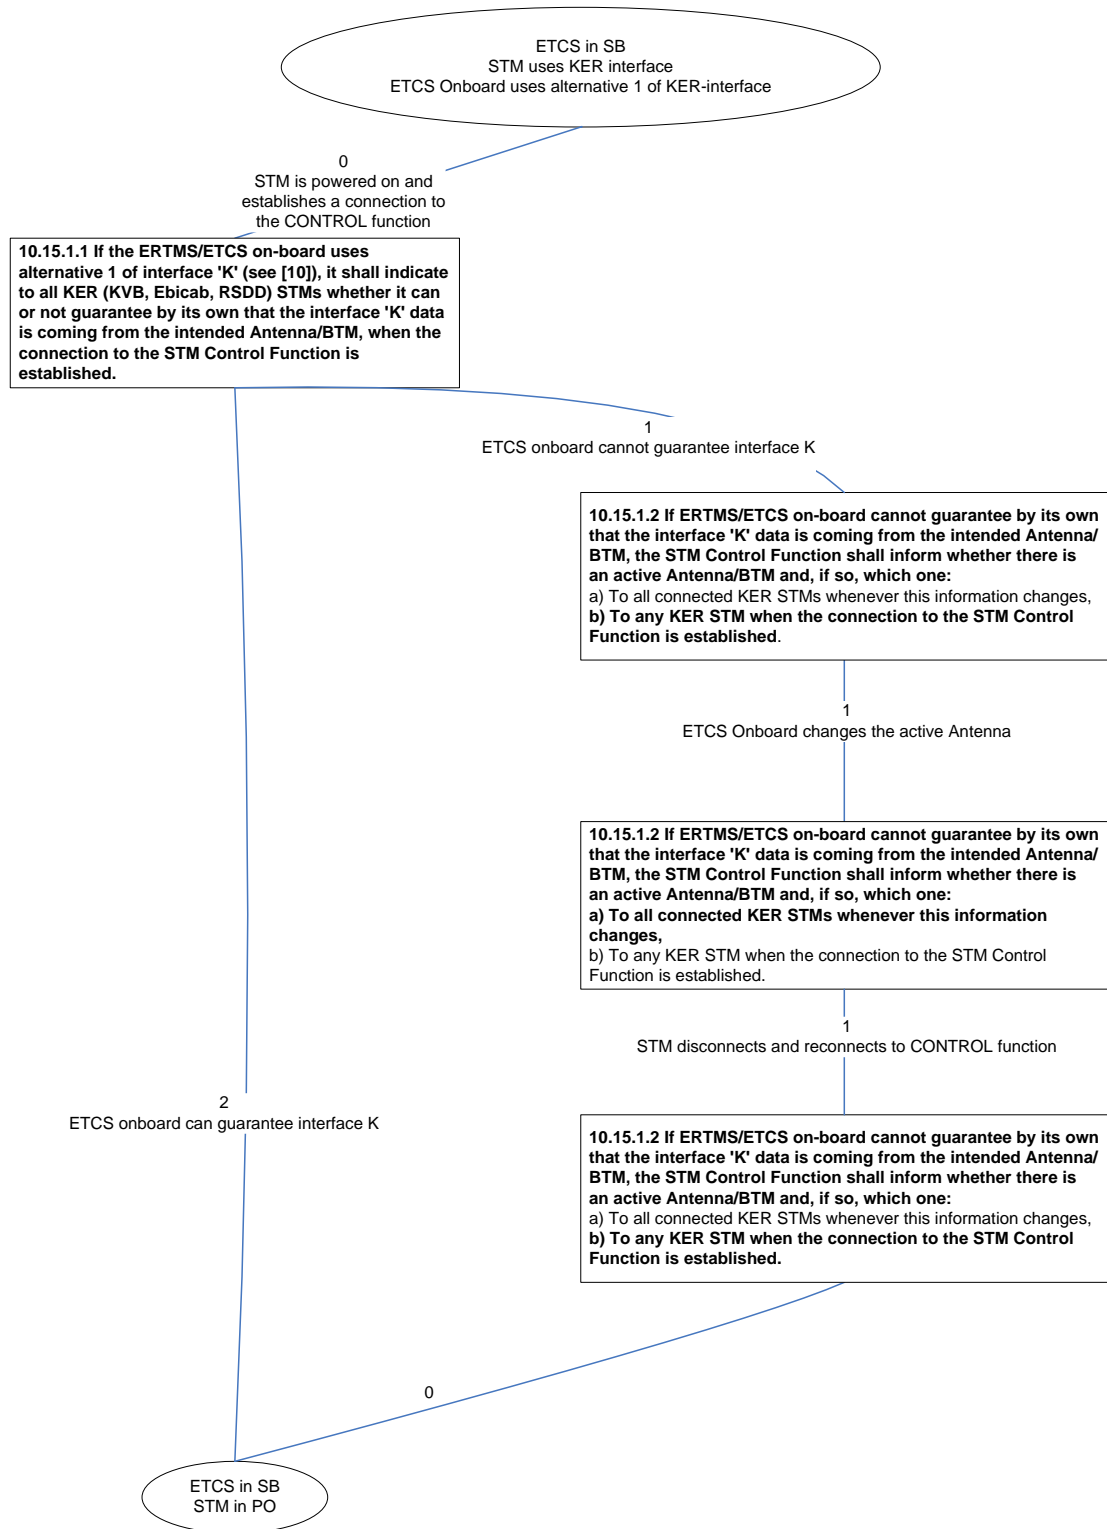 ETCS in SB
STM uses KER interface
ETCS Onboard uses alternative 1 of KER-interface
0
STM is powered on and
establishes a connection to
the CONTROL function
10.15.1.1 If the ERTMS/ETCS on-board uses
alternative 1 of interface 'K' (see [10]), it shall indicate
to all KER (KVB, Ebicab, RSDD) STMs whether it can
or not guarantee by its own that the interface 'K' data
is coming from the intended Antenna/BTM, when the
connection to the STM Control Function is
established.
1
ETCS onboard cannot guarantee interface K
10.15.1.2 If ERTMS/ETCS on-board cannot guarantee by its own
that the interface 'K' data is coming from the intended Antenna/
BTM, the STM Control Function shall inform whether there is
an active Antenna/BTM and, if so, which one:
a) To all connected KER STMs whenever this information changes,
b) To any KER STM when the connection to the STM Control
Function is established.
1
ETCS Onboard changes the active Antenna
10.15.1.2 If ERTMS/ETCS on-board cannot guarantee by its own
that the interface 'K' data is coming from the intended Antenna/
BTM, the STM Control Function shall inform whether there is
an active Antenna/BTM and, if so, which one:
a) To all connected KER STMs whenever this information
changes,
b) To any KER STM when the connection to the STM Control
Function is established.
1
STM disconnects and reconnects to CONTROL function
2
ETCS onboard can guarantee interface K
10.15.1.2 If ERTMS/ETCS on-board cannot guarantee by its own
that the interface 'K' data is coming from the intended Antenna/
BTM, the STM Control Function shall inform whether there is
an active Antenna/BTM and, if so, which one:
a) To all connected KER STMs whenever this information changes,
b) To any KER STM when the connection to the STM Control
Function is established.
0
ETCS in SB
STM in PO